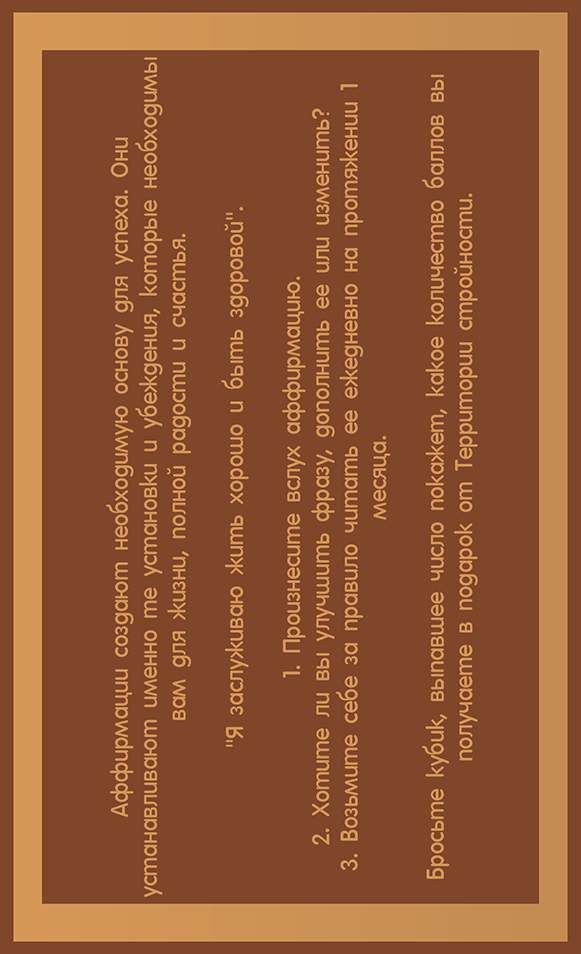 Аффирмации создают необходимую основу для успеха. Они
устанавливают именно те установки и убеждения, которые необходимы
вам для жизни, полной радости и счастья.
"Я заслуживаю жить хорошо и быть здоровой".
1. Произнесите вслух аффирмацию.
2. Хотите ли вы улучшить фразу, дополнить ее или изменить?
3. Возьмите себе за правило читать ее ежедневно на протяжении 1
месяца.
Бросьте кубик, выпавшее число покажет, какое количество баллов вы
получаете в подарок от Территории стройности.